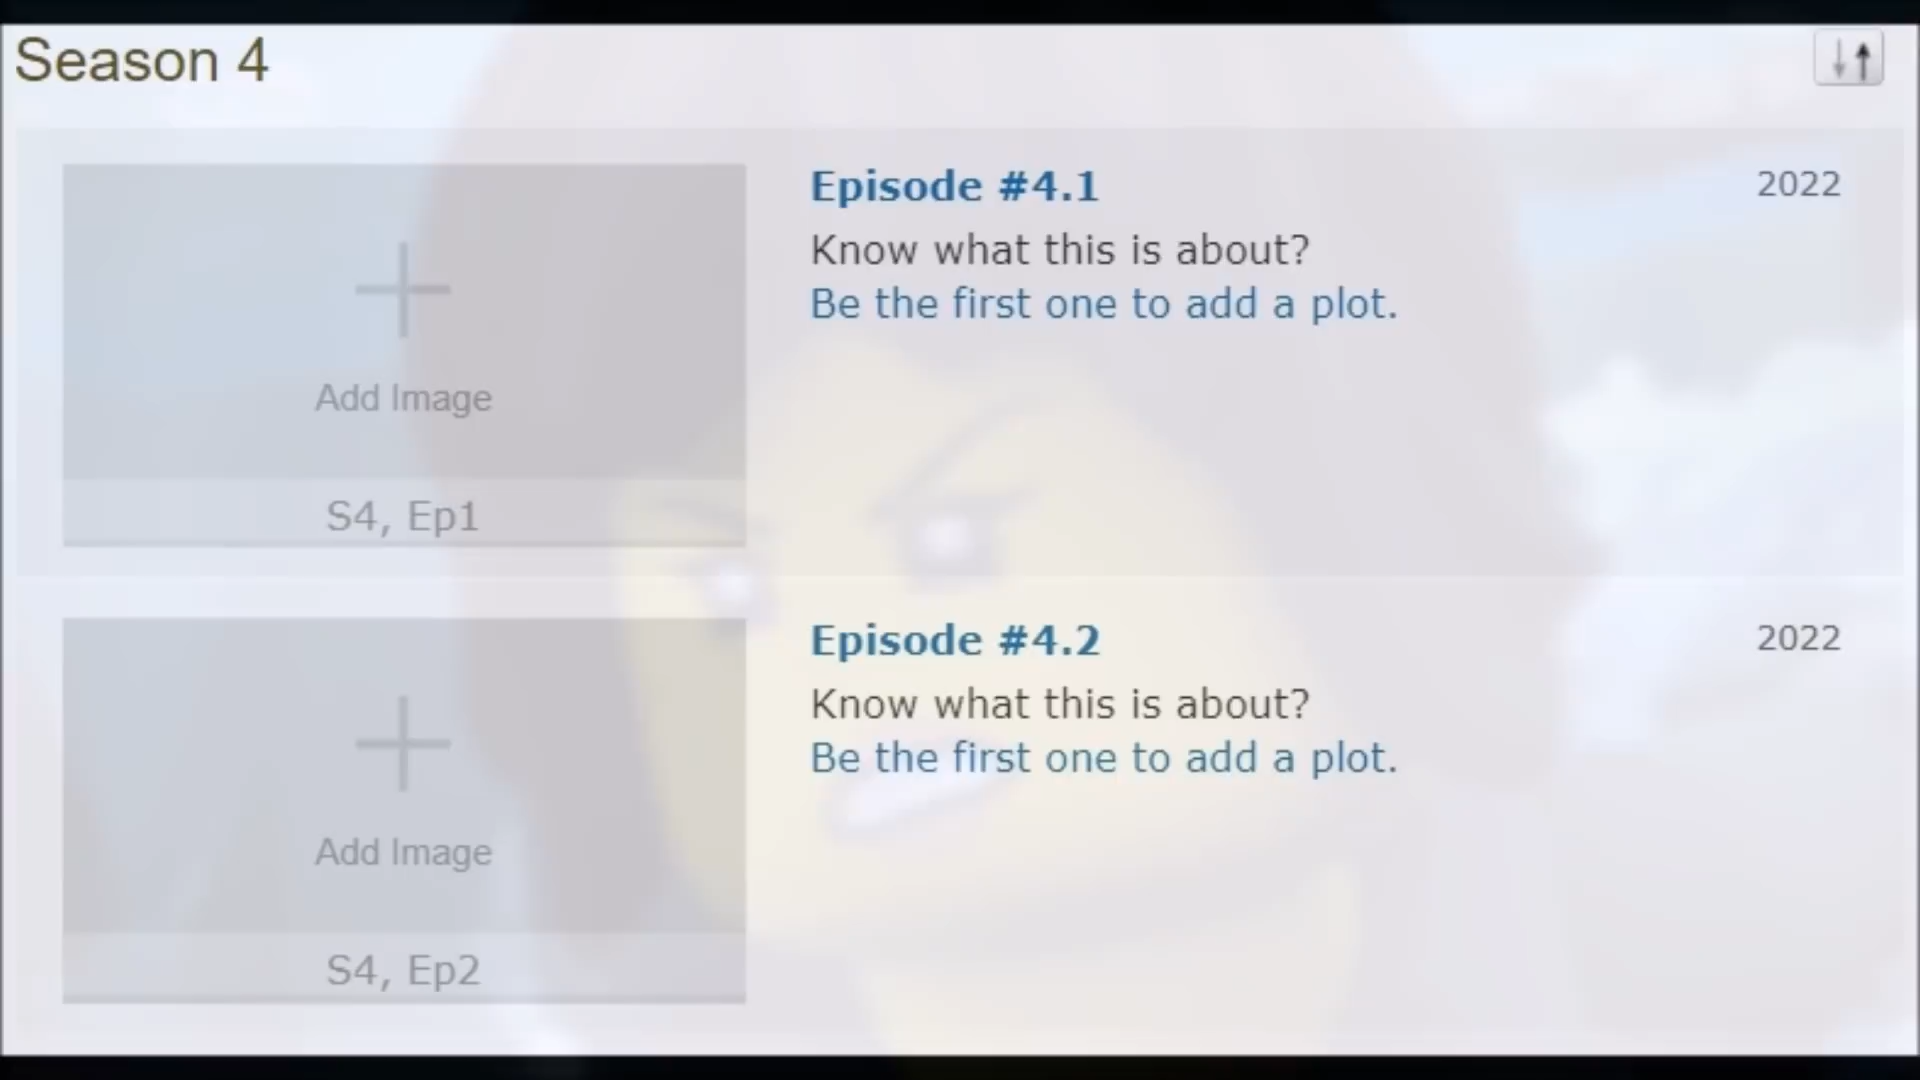 Season 4
Episode #4.1
2022
Know what this is about?
Be the first one to add a plot.
Add Image
S4, Ep1
Episode #4.2
2022
Know what this is about?
Be the first one to add a plot.
Add Image
S4, Ep2